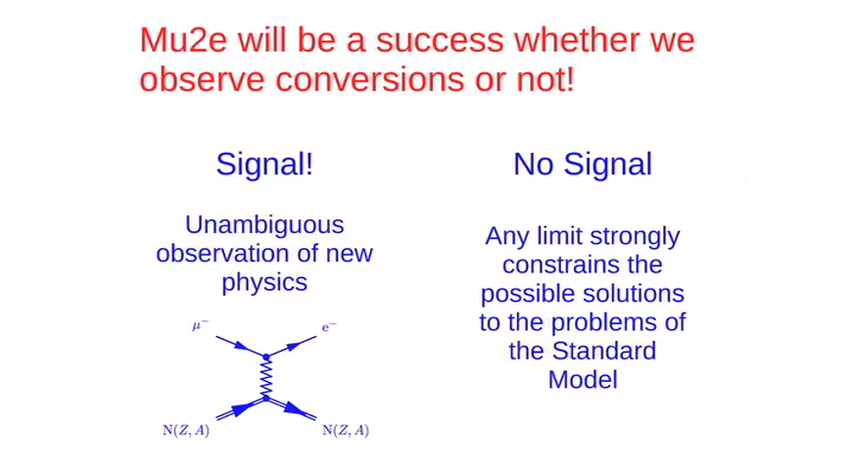 Mu2e will be a success whether we
observe conversions or not!
Signal!
Unambiguous
observation of new
physics
μ⁻
e⁻
N(Z, A)
N(Z, A)
No Signal
Any limit strongly
constrains the
possible solutions
to the problems of
the Standard
Model